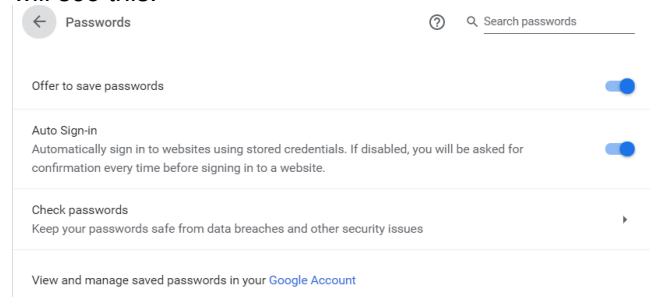 Passwords
Search passwords
Offer to save passwords
Auto Sign-in
Automatically sign in to websites using stored credentials. If disabled, you will be asked for
confirmation every time before signing in to a website.
Check passwords
Keep your passwords safe from data breaches and other security issues
View and manage saved passwords in your Google Account